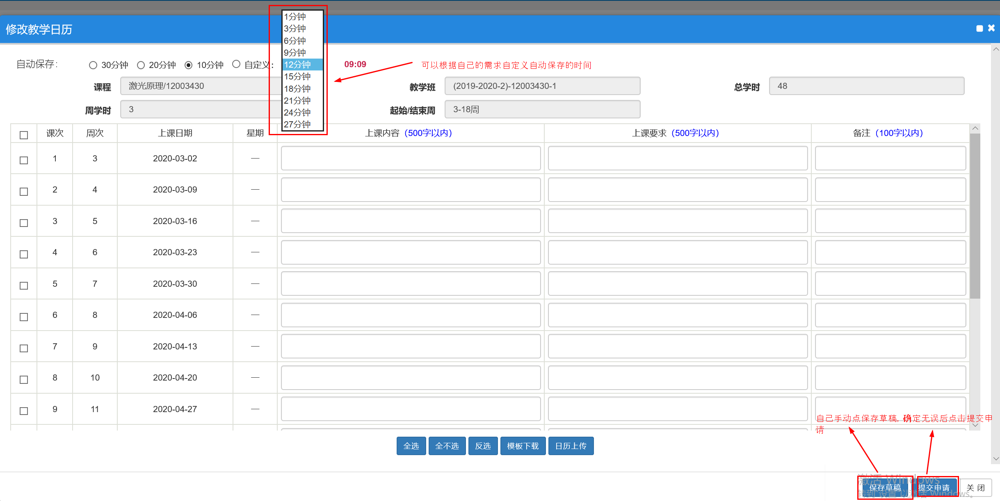 修改教学日历
1分钟
3分钟
6分钟
9分钟
12分钟
15分钟
18分钟
21分钟
24分钟
27分钟
自动保存:
30分钟 20分钟 10分钟 自定义:
09:09
可以根据自己的需求自定义自动保存的时间
课程 激光原理/12003430 教学班 (2019-2020-2)-12003430-1 总学时 48
周学时 3 起始/结束周 3-18周
课次 周次 上课日期 星期 上课内容（500字以内） 上课要求（500字以内） 备注（100字以内）
1 3 2020-03-02 一
2 4 2020-03-09 一
3 5 2020-03-16 一
4 6 2020-03-23 一
5 7 2020-03-30 一
6 8 2020-04-06 一
7 9 2020-04-13 一
8 10 2020-04-20 一
9 11 2020-04-27 一
自己手动点保存草稿,确定无误后点击提交申
请
全选 全不选 反选 模板下载 日历上传
激活 Windows
转到"设置"以激活 Windows。
保存草稿 提交申请 关 闭